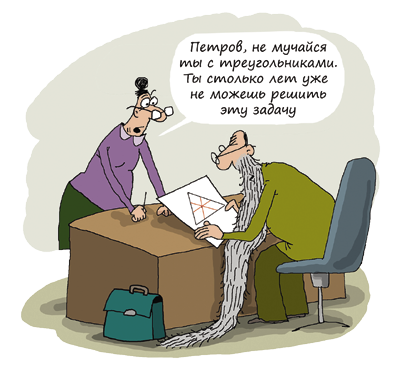 Петров, не мучайся
ты с треугольниками.
Ты столько лет уже
не можешь решить
эту задачу